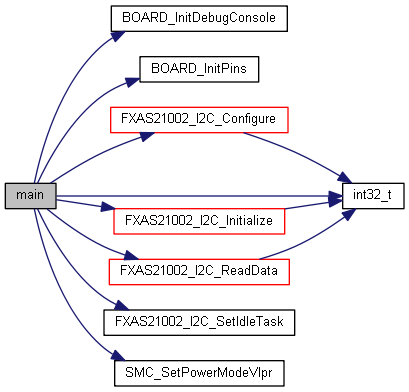 BOARD_InitDebugConsole
BOARD_InitPins
FXAS21002_I2C_Configure
main
int32_t
FXAS21002_I2C_Initialize
FXAS21002_I2C_ReadData
FXAS21002_I2C_SetIdleTask
SMC_SetPowerModeVlpr